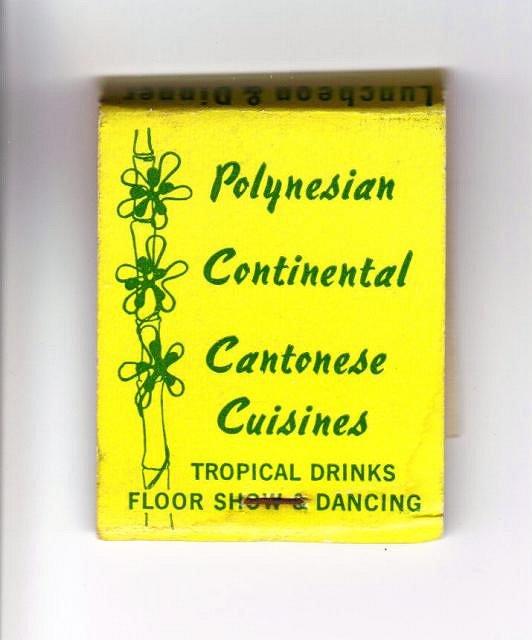 Luncheon & Dinner
Polynesian
Continental
Cantonese
Cuisines
TROPICAL DRINKS
FLOOR SHOW & DANCING